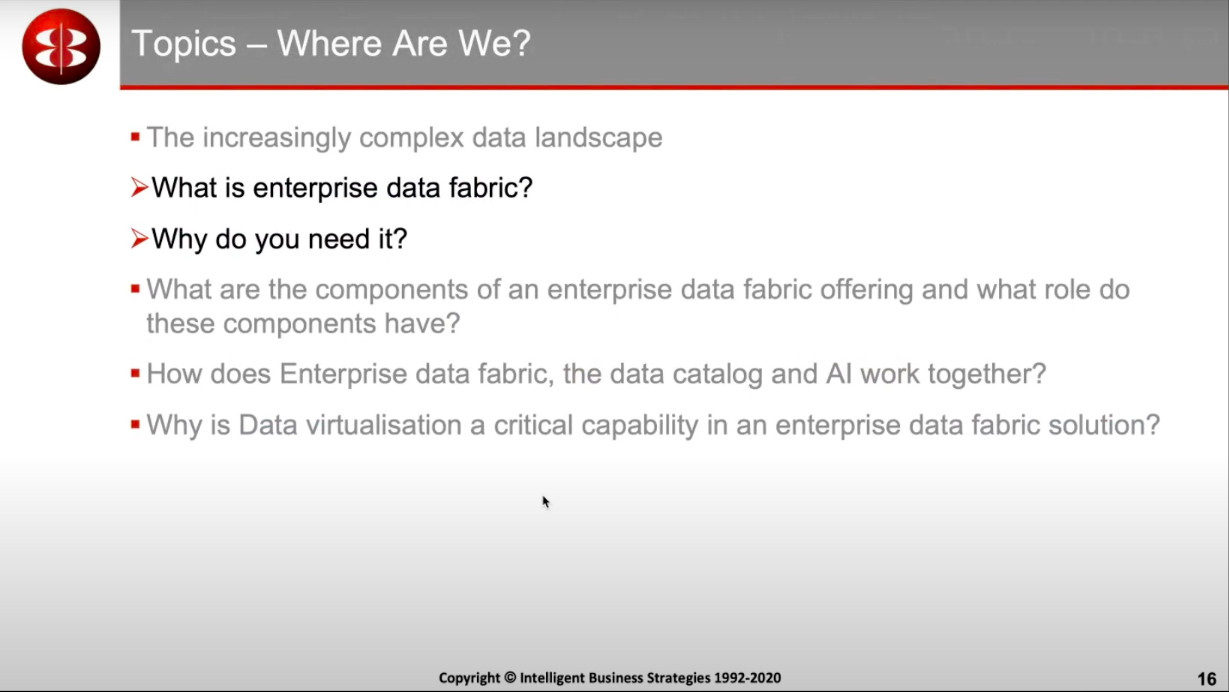 Topics – Where Are We?
The increasingly complex data landscape
What is enterprise data fabric?
Why do you need it?
What are the components of an enterprise data fabric offering and what role do
these components have?
How does Enterprise data fabric, the data catalog and AI work together?
Why is Data virtualisation a critical capability in an enterprise data fabric solution?
Copyright © Intelligent Business Strategies 1992-2020
16